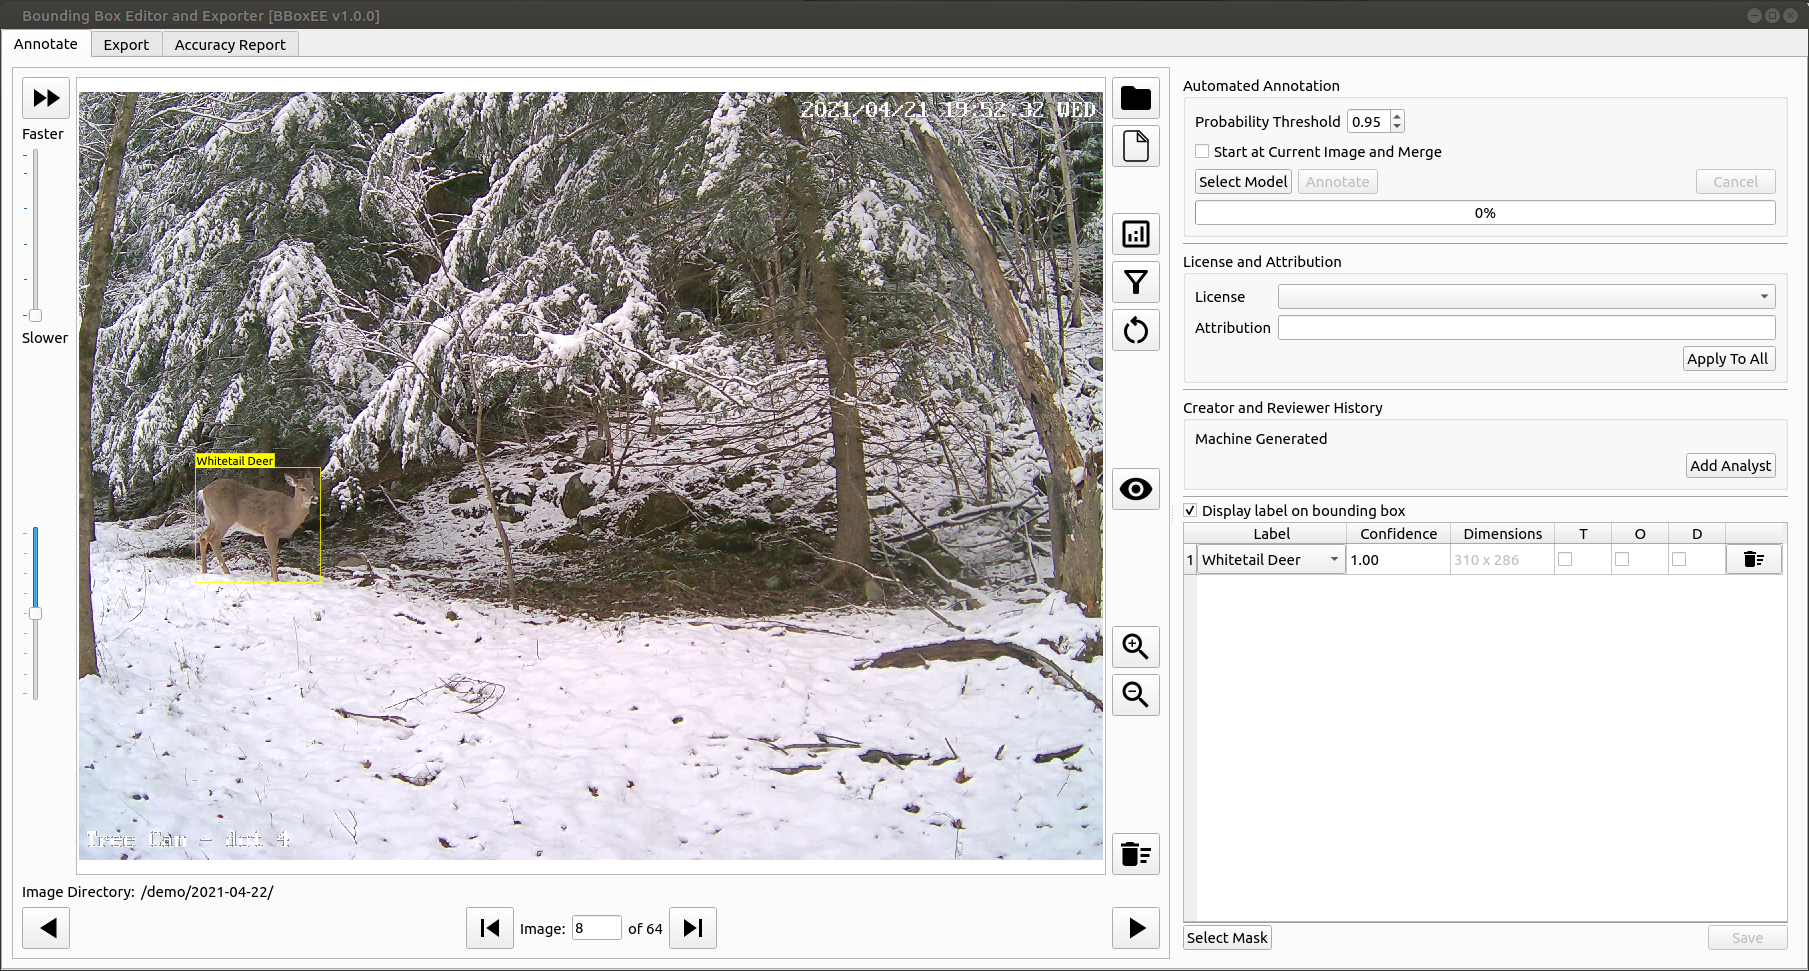 Bounding Box Editor and Exporter [BBoxEE v1.0.0]
Annotate
Export
Accuracy Report
Faster
Slower
2021/04/21 19:52:32 WED
Whitetail Deer
Tree Cam - dot 4
Image Directory: /demo/2021-04-22/
Image: 8 of 64
Automated Annotation
Probability Threshold 0.95
Start at Current Image and Merge
Select Model
Annotate
Cancel
0%
License and Attribution
License
Attribution
Apply To All
Creator and Reviewer History
Machine Generated
Add Analyst
Display label on bounding box
Label Confidence Dimensions T O D
1 Whitetail Deer 1.00 310 x 286
Select Mask
Save